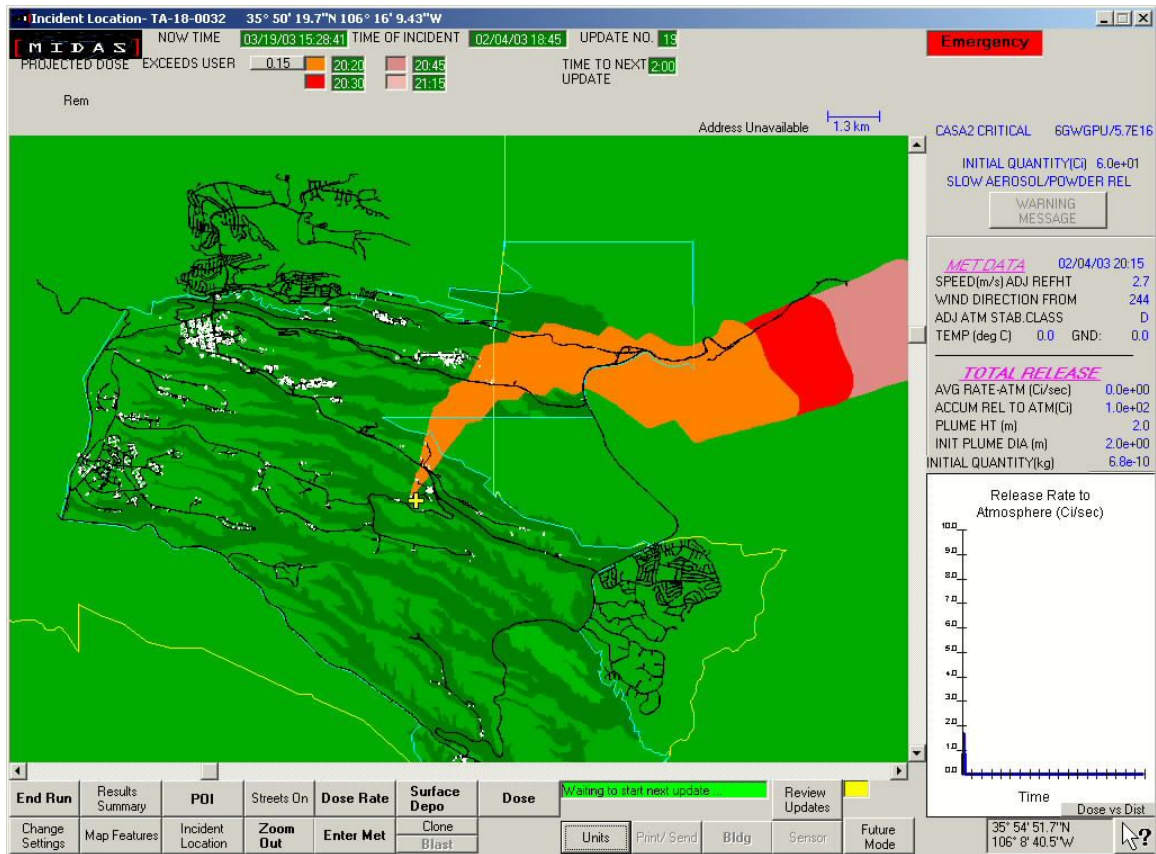 Incident Location- TA-18-0032 35° 50' 19.7"N 106° 16' 9.43"W
MIDAS
NOW TIME 03/19/03 15:28:41 TIME OF INCIDENT 02/04/03 18:45 UPDATE NO. 19
Emergency
PROJECTED DOSE EXCEEDS USER 0.15 20:20 20:45
TIME TO NEXT UPDATE 2:00
20:30 21:15
Rem
Address Unavailable 1.3 km
CASA2 CRITICAL 6GWGPU/5.7E16
INITIAL QUANTITY(Ci) 6.0e+01
SLOW AEROSOL/POWDER REL
WARNING
MESSAGE
MET DATA 02/04/03 20:15
SPEED(m/s) ADJ REFHT 2.7
WIND DIRECTION FROM 244
ADJ ATM STAB.CLASS D
TEMP (deg C) 0.0 GND: 0.0
TOTAL RELEASE
AVG RATE-ATM (Ci/sec) 0.0e+00
ACCUM REL TO ATM(Ci) 1.0e+02
PLUME HT (m) 2.0
INIT PLUME DIA (m) 2.0e+00
INITIAL QUANTITY(kg) 6.8e-10
Release Rate to
Atmosphere (Ci/sec)
10.0
9.0
8.0
7.0
6.0
5.0
4.0
3.0
2.0
1.0
0.0
Time
Dose vs Dist
End Run
Results
Summary
POI
Streets On
Dose Rate
Surface
Depo
Dose
Waiting to start next update ...
Review
Updates
Change
Settings
Map Features
Incident
Location
Zoom
Out
Enter Met
Clone
Blast
Units
Print/ Send
Bldg
Sensor
Future
Mode
35° 54' 51.7"N
106° 8' 40.5"W
?